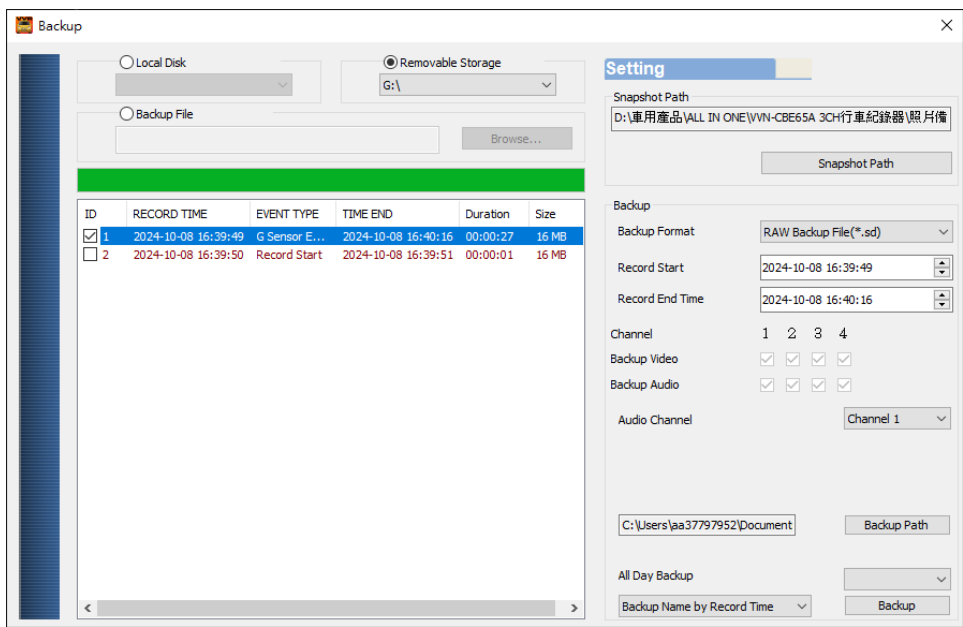 Backup
Local Disk
Removable Storage
G:\
Backup File
Browse...
ID RECORD TIME EVENT TYPE TIME END Duration Size
1 2024-10-08 16:39:49 G Sensor E... 2024-10-08 16:40:16 00:00:27 16 MB
2 2024-10-08 16:39:50 Record Start 2024-10-08 16:39:51 00:00:01 16 MB
Setting
Snapshot Path
D:\車用產品\ALL IN ONE\VVN-CBE65A 3CH行車紀錄器\照片備
Snapshot Path
Backup
Backup Format RAW Backup File(*.sd)
Record Start 2024-10-08 16:39:49
Record End Time 2024-10-08 16:40:16
Channel 1 2 3 4
Backup Video
Backup Audio
Audio Channel Channel 1
C:\Users\aa37797952\Document Backup Path
All Day Backup
Backup Name by Record Time Backup